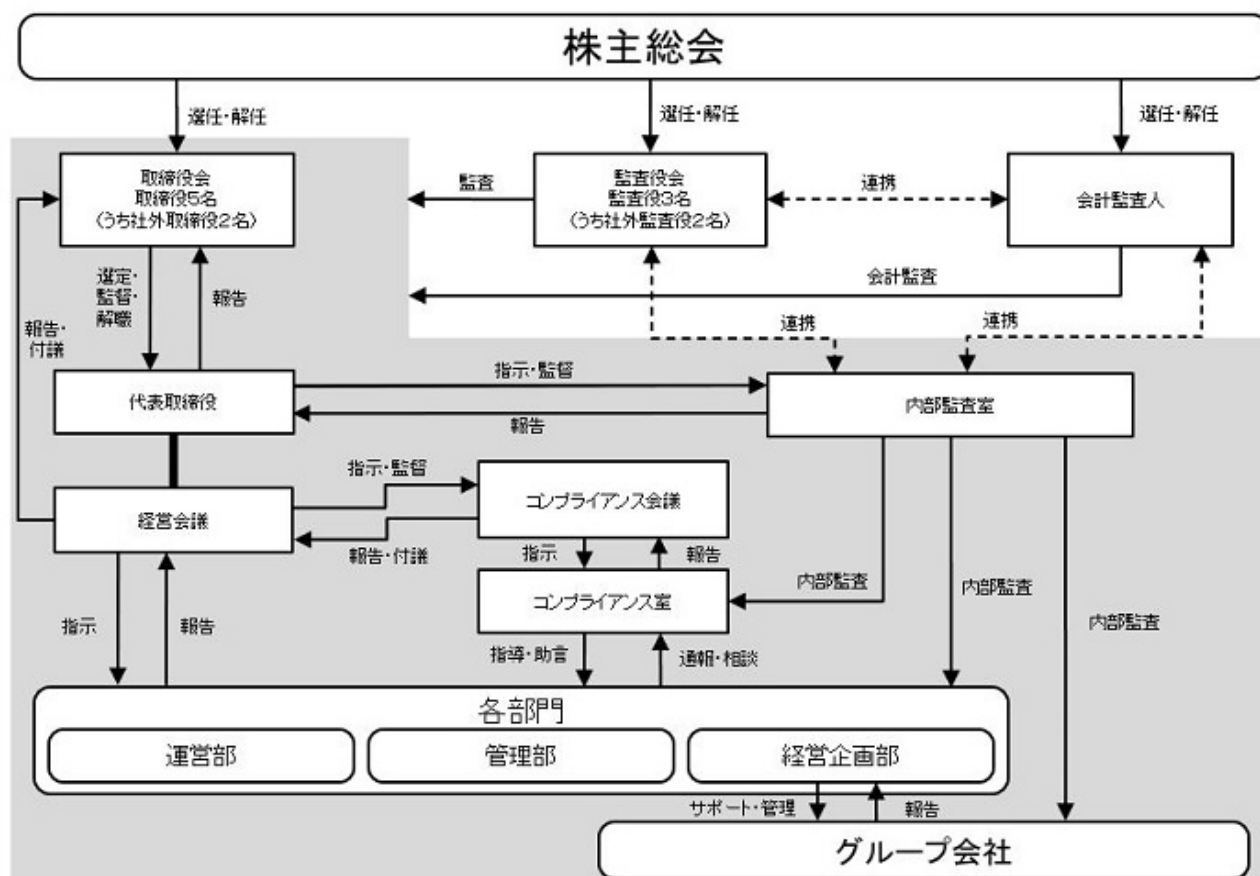 株主総会
選任・解任
選任・解任
選任・解任
取締役会
取締役5名
(うち社外取締役2名)
監査
監査役会
監査役3名
(うち社外監査役2名)
連携
会計監査人
選定・
監督・
解職
報告
会計監査
報告・
付議
連携
連携
代表取締役
指示・監督
報告
内部監査室
経営会議
指示・監督
報告・付議
コンプライアンス会議
指示
報告
コンプライアンス室
内部監査
内部監査
内部監査
指示
報告
指導・助言
通報・相談
各部門
運営部
管理部
経営企画部
サポート・管理
報告
グループ会社